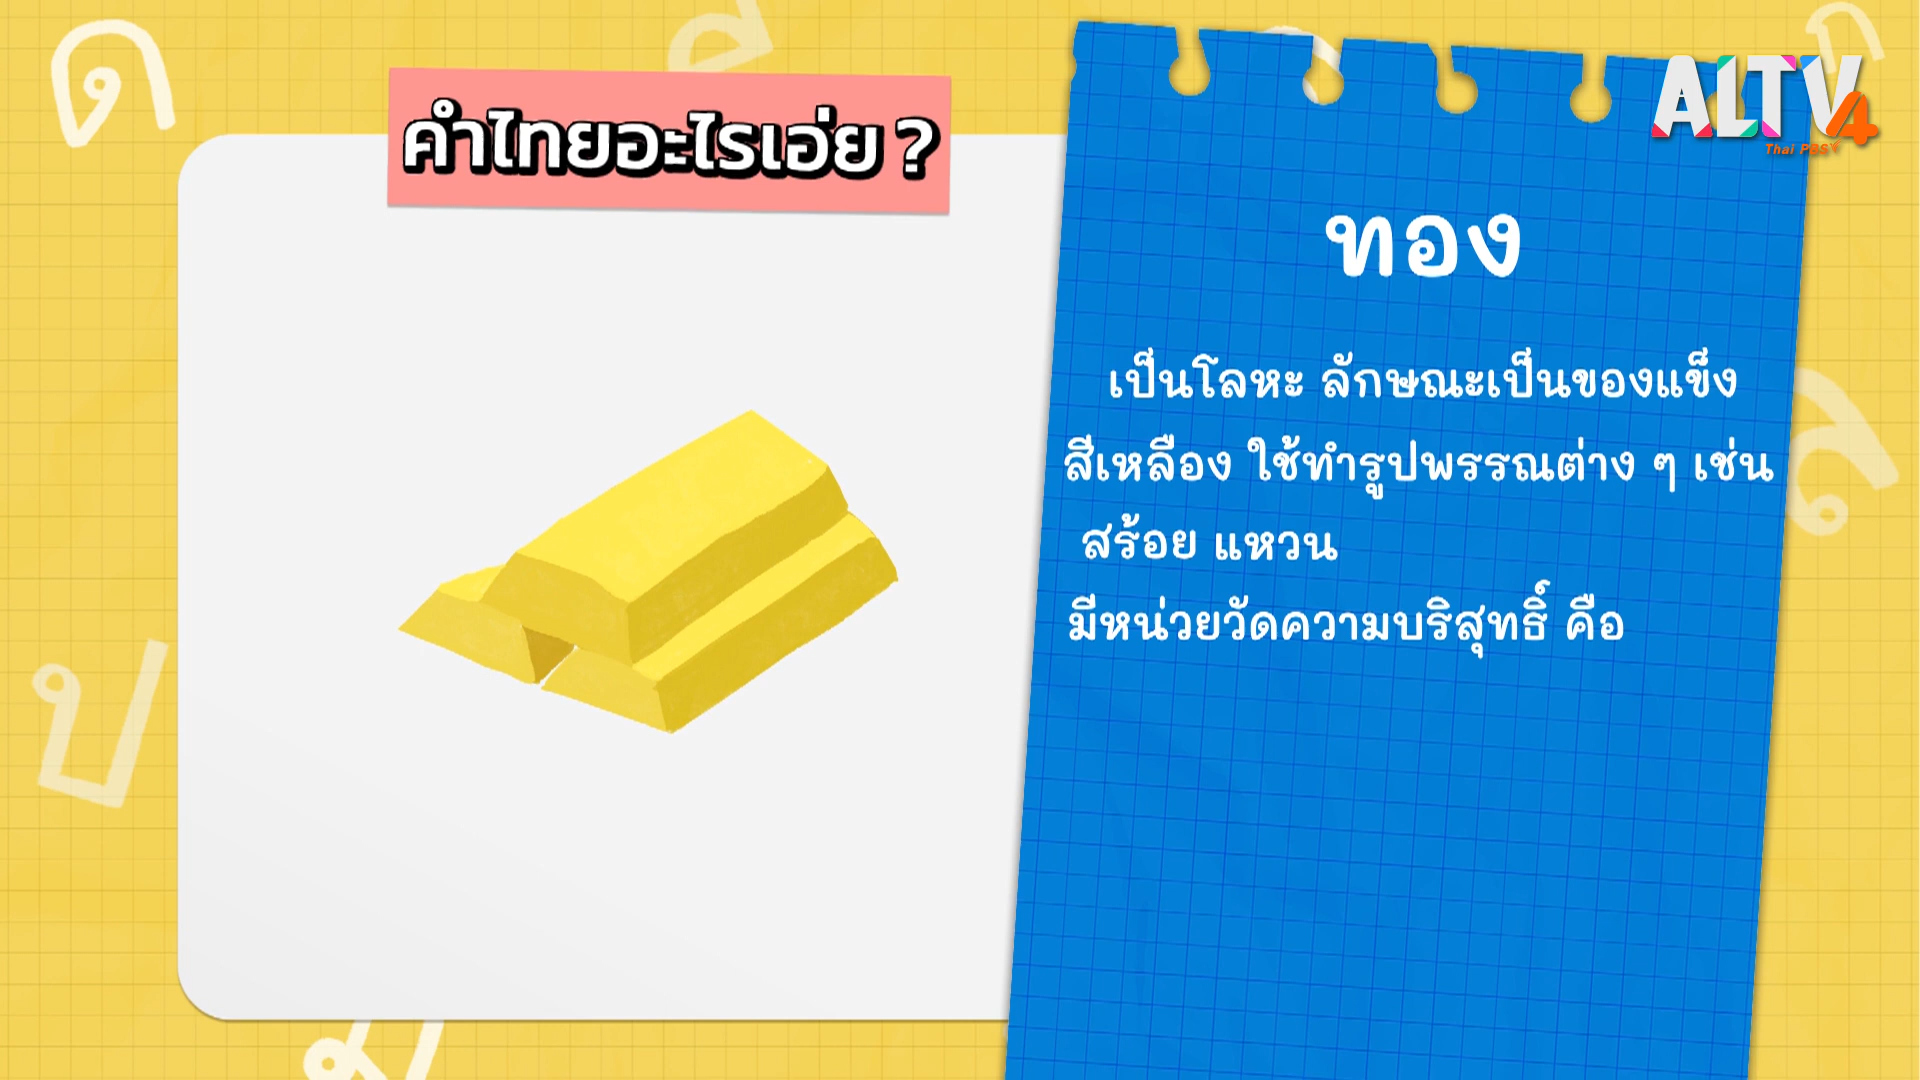 คำไทยอะไรเอ่ย ?
ALTV4
Thai PBS
ทอง
เป็นโลหะ ลักษณะเป็นของแข็ง
สีเหลือง ใช้ทำรูปพรรณต่าง ๆ เช่น
สร้อย แหวน
มีหน่วยวัดความบริสุทธิ์ คือ
ด
ก
ป